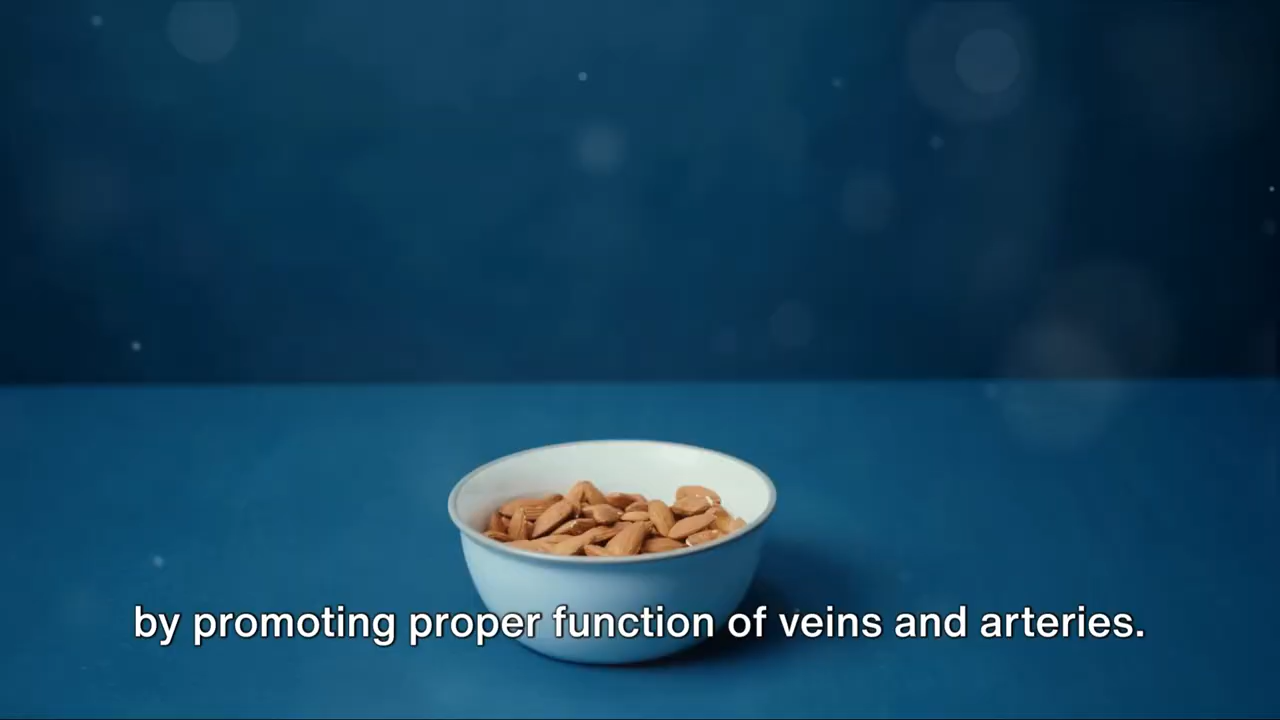 by promoting proper function of veins and arteries.